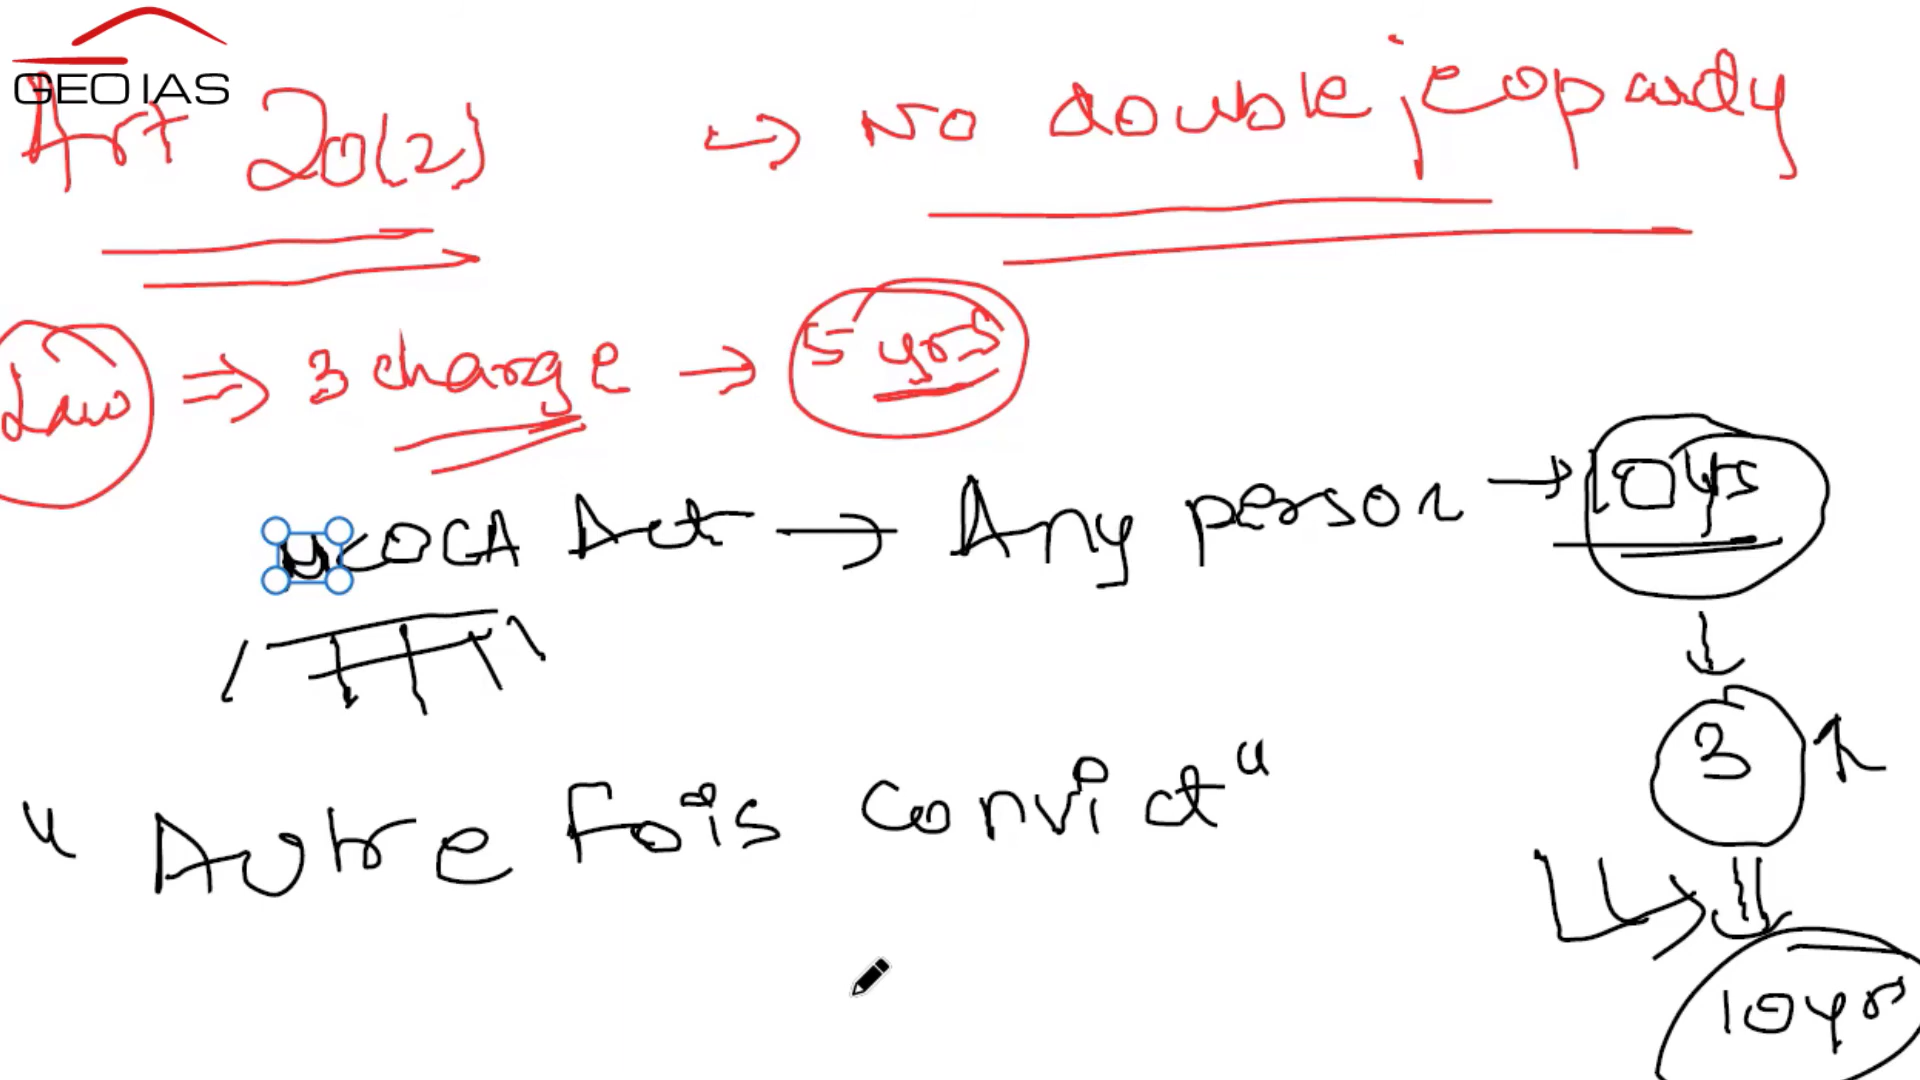 GEO IAS
Art 20(2) → No double jeopardy
Law ⇒ 3 charge → 5 yrs
COCA Act → Any person → 10 yrs
3
"Autre Fois Convict"
10 yrs